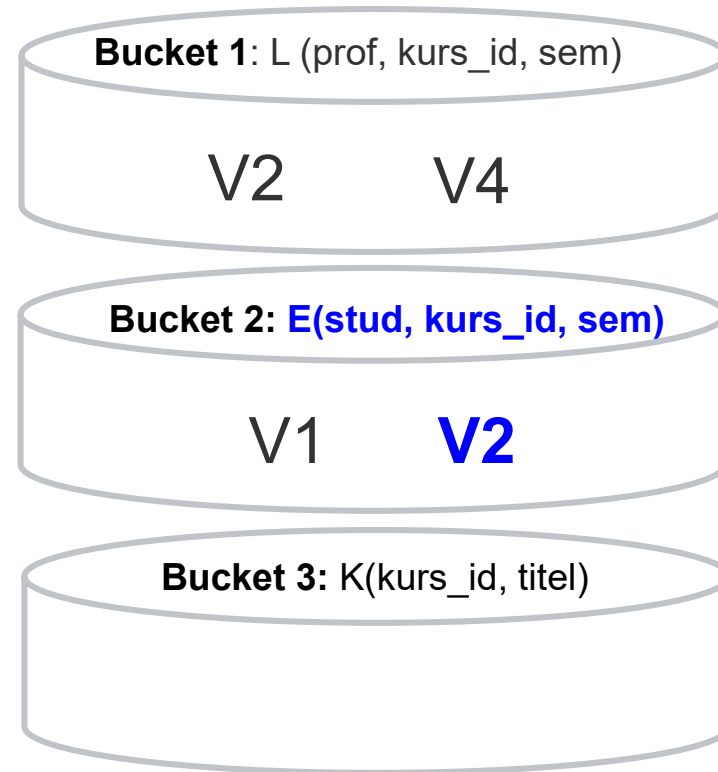 Bucket 1: L (prof, kurs_id, sem)
V2 V4
Bucket 2: E(stud, kurs_id, sem)
V1 V2
Bucket 3: K(kurs_id, titel)